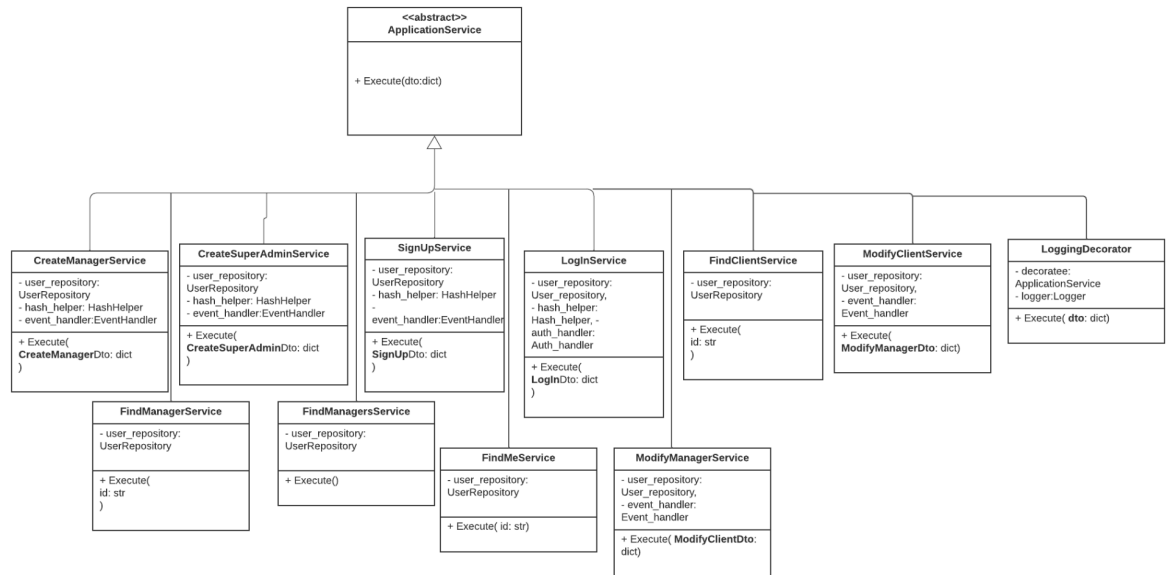 <<abstract>>
ApplicationService
+ Execute(dto:dict)
CreateManagerService
- user_repository:
UserRepository
- hash_helper: HashHelper
- event_handler:EventHandler
+ Execute(
CreateManagerDto: dict
)
CreateSuperAdminService
- user_repository:
UserRepository
- hash_helper: HashHelper
- event_handler:EventHandler
+ Execute(
CreateSuperAdminDto: dict
)
SignUpService
- user_repository:
UserRepository
- hash_helper: HashHelper
-
event_handler:EventHandler
+ Execute(
SignUpDto: dict
)
LogInService
- user_repository:
User_repository,
- hash_helper:
Hash_helper, -
auth_handler:
Auth_handler
+ Execute(
LogInDto: dict
)
FindClientService
- user_repository:
UserRepository
+ Execute(
id: str
)
ModifyClientService
- user_repository:
User_repository,
- event_handler:
Event_handler
+ Execute(
ModifyManagerDto: dict)
LoggingDecorator
- decoratee:
ApplicationService
- logger:Logger
+ Execute( dto: dict)
FindManagerService
- user_repository:
UserRepository
+ Execute(
id: str
)
FindManagersService
- user_repository:
UserRepository
+ Execute()
FindMeService
- user_repository:
UserRepository
+ Execute( id: str)
ModifyManagerService
- user_repository:
User_repository,
- event_handler:
Event_handler
+ Execute( ModifyClientDto:
dict)